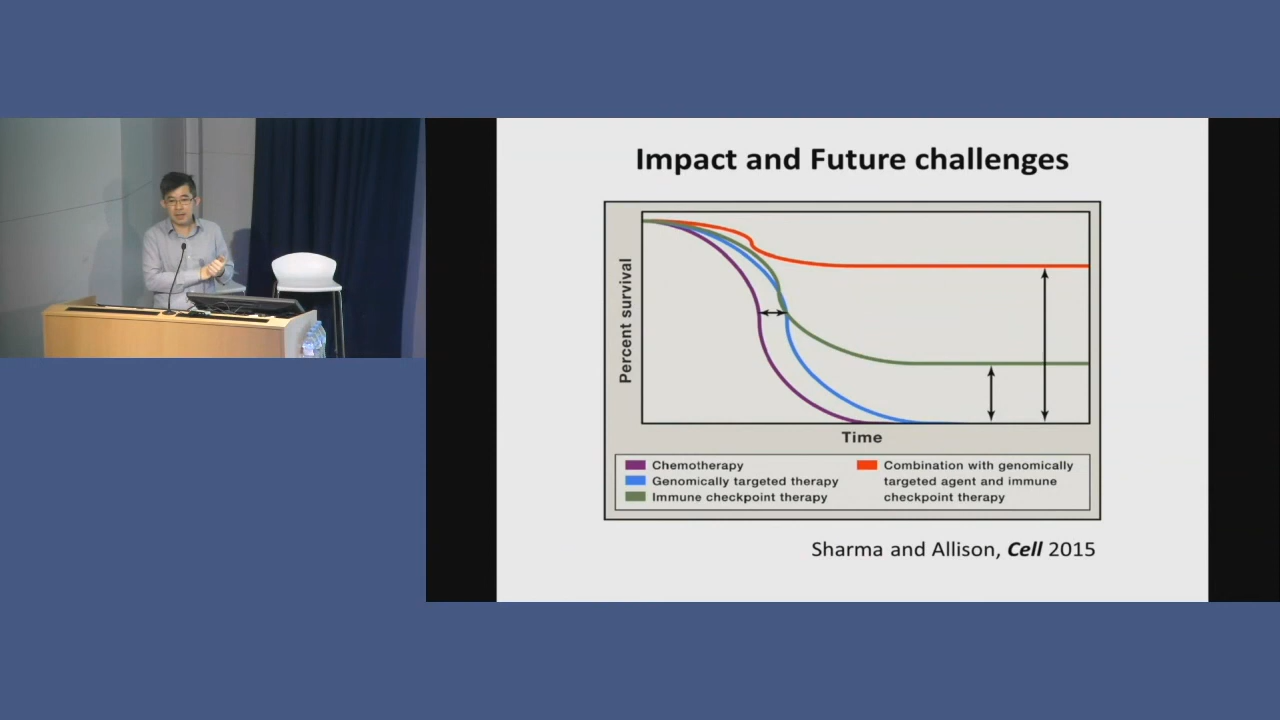 Impact and Future challenges
Percent survival
Time
Chemotherapy
Genomically targeted therapy
Immune checkpoint therapy
Combination with genomically
targeted agent and immune
checkpoint therapy
Sharma and Allison, Cell 2015